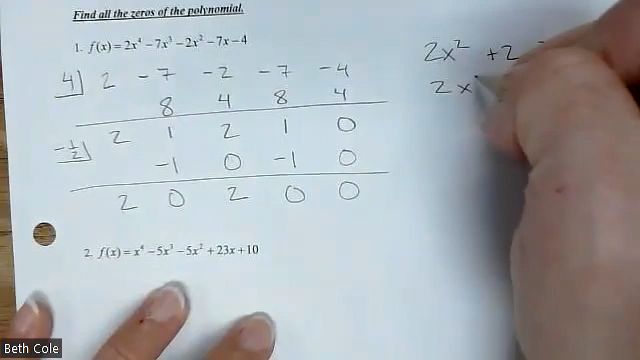 Find all the zeros of the polynomial.
1. f(x) = 2x⁴ − 7x³ − 2x² − 7x − 4
2x² + 2
4 2 −7 −2 −7 −4
2x
8 4 8 4
−1/2 2 1 2 1 0
−1 0 −1 0
2 0 2 0 0
2. f(x) = x⁴ − 5x³ − 5x² + 23x + 10
Beth Cole